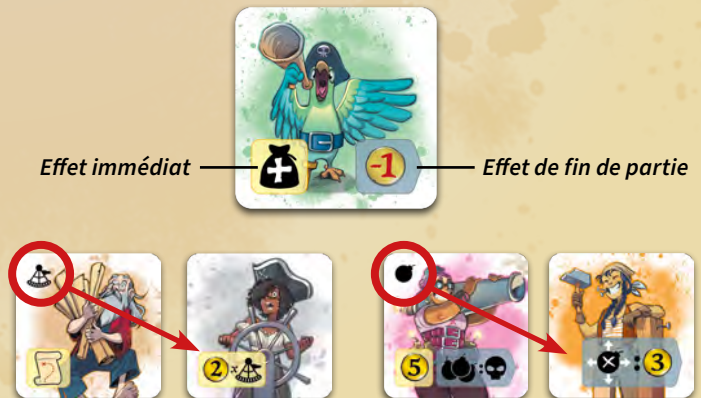 -1
Effet immédiat
Effet de fin de partie
2 x
5 : :
: 3